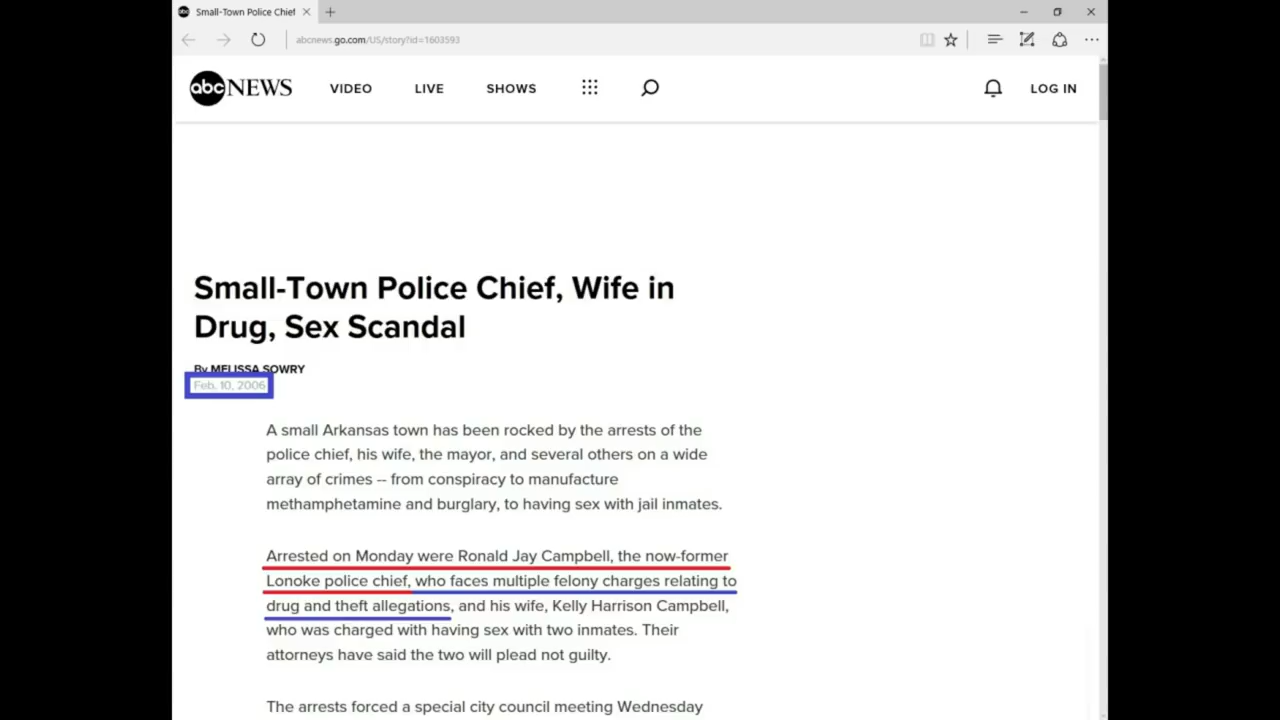 Small-Town Police Chief
abcnews.go.com/US/story?id=1603593
abc NEWS VIDEO LIVE SHOWS LOG IN
Small-Town Police Chief, Wife in
Drug, Sex Scandal
By MELISSA SOWRY
Feb. 10, 2006
A small Arkansas town has been rocked by the arrests of the
police chief, his wife, the mayor, and several others on a wide
array of crimes -- from conspiracy to manufacture
methamphetamine and burglary, to having sex with jail inmates.
Arrested on Monday were Ronald Jay Campbell, the now-former
Lonoke police chief, who faces multiple felony charges relating to
drug and theft allegations, and his wife, Kelly Harrison Campbell,
who was charged with having sex with two inmates. Their
attorneys have said the two will plead not guilty.
The arrests forced a special city council meeting Wednesday